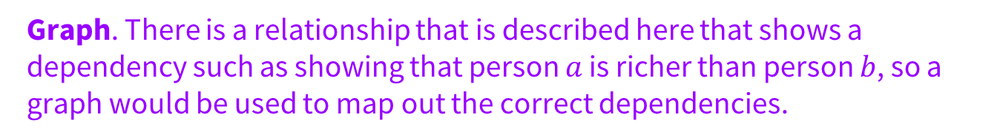 Graph. There is a relationship that is described here that shows a
dependency such as showing that person a is richer than person b, so a
graph would be used to map out the correct dependencies.